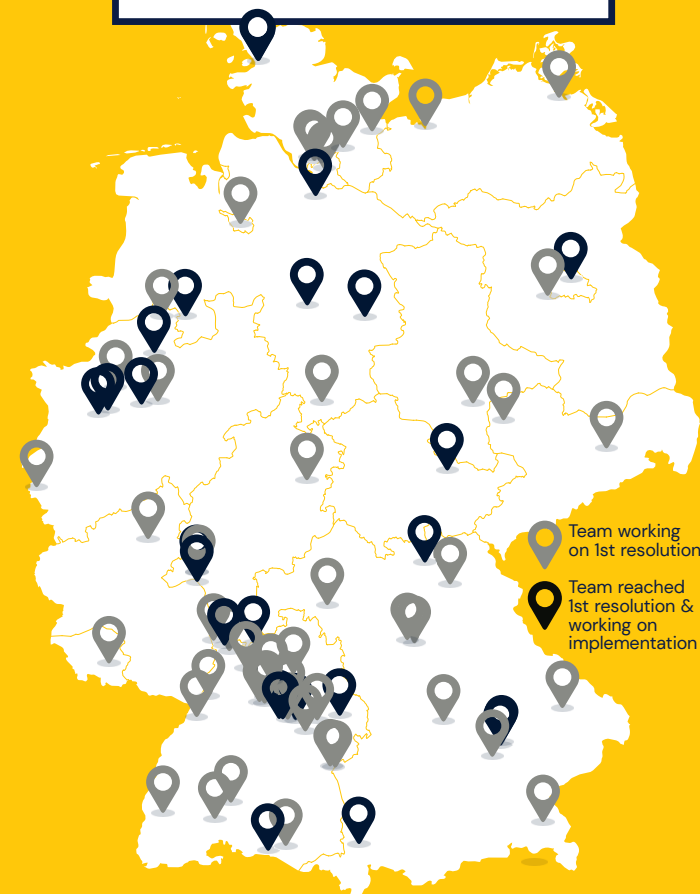 Team working
on 1st resolution
Team reached
1st resolution &
working on
implementation